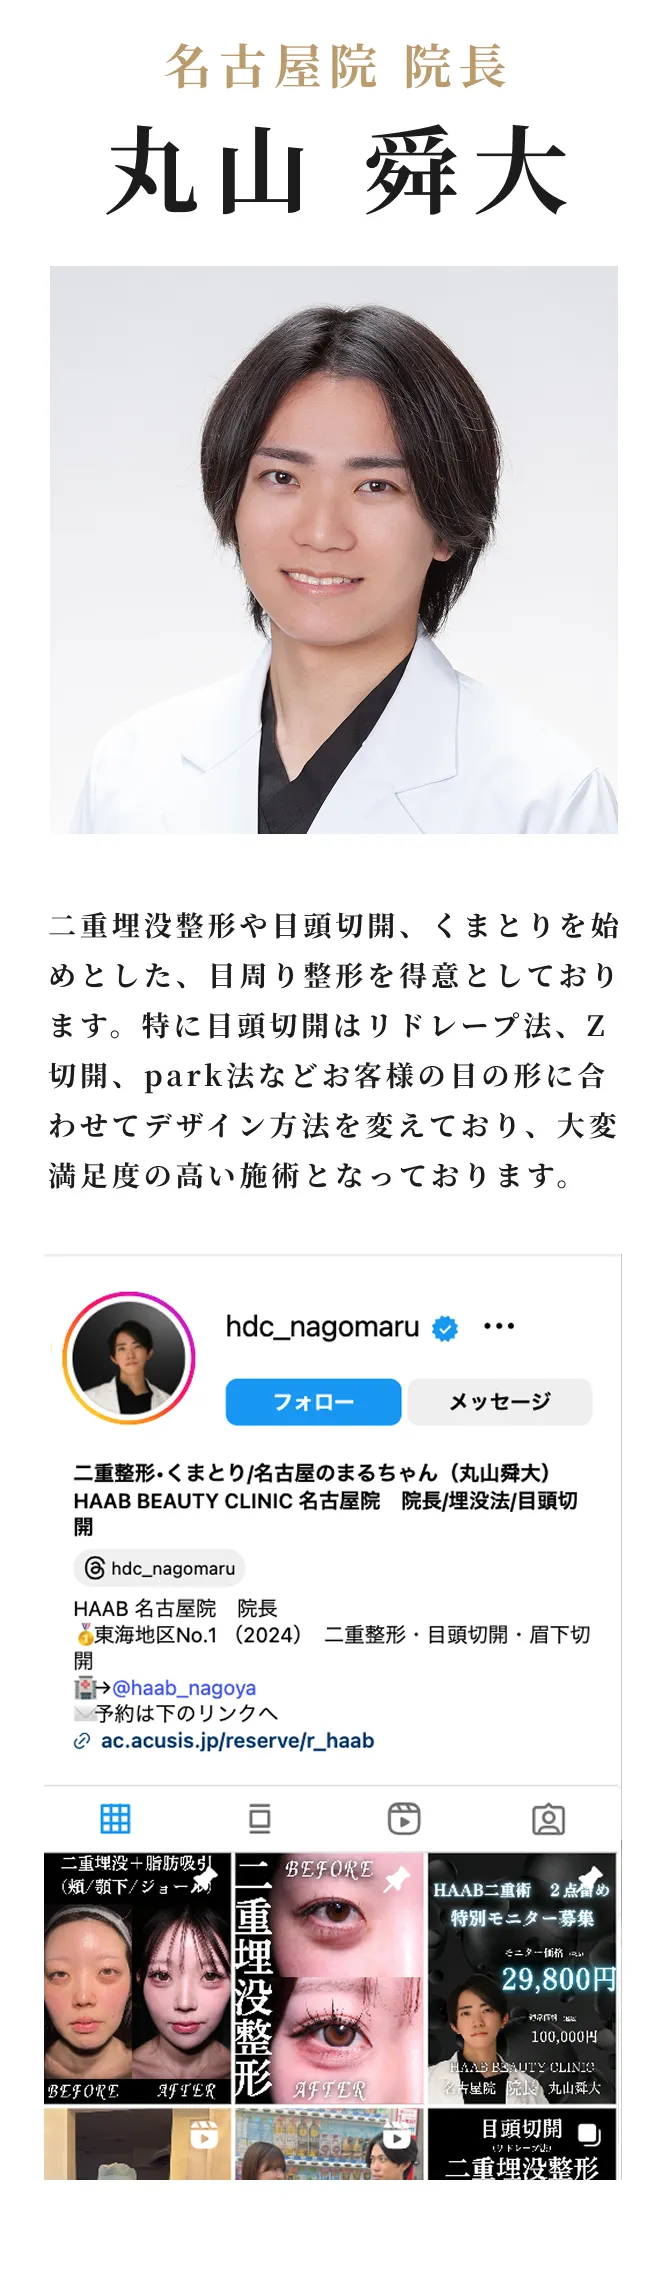 名古屋院 院長
丸山 舜大
二重埋没整形や目頭切開、くまとりを始
めとした、目周り整形を得意としており
ます。特に目頭切開はリドレープ法、Z
切開、park法などお客様の目の形に合
わせてデザイン方法を変えており、大変
満足度の高い施術となっております。
hdc_nagomaru
フォロー
メッセージ
二重整形•くまとり/名古屋のまるちゃん（丸山舜大）
HAAB BEAUTY CLINIC 名古屋院　院長/埋没法/目頭切
開
hdc_nagomaru
HAAB 名古屋院　院長
🥇東海地区No.1 （2024）　二重整形・目頭切開・眉下切
開
🏥→@haab_nagoya
✉️予約は下のリンクへ
ac.acusis.jp/reserve/r_haab
二重埋没＋脂肪吸引
(頬/顎下/ジョール)
BEFORE
AFTER
二重埋没整形
BEFORE
AFTER
HAAB二重術　２点留め
特別モニター募集
モニター価格
29,800円
100,000円
HAAB BEAUTY CLINIC
名古屋院　院長　丸山舜大
目頭切開
(リドレープ法)
二重埋没整形